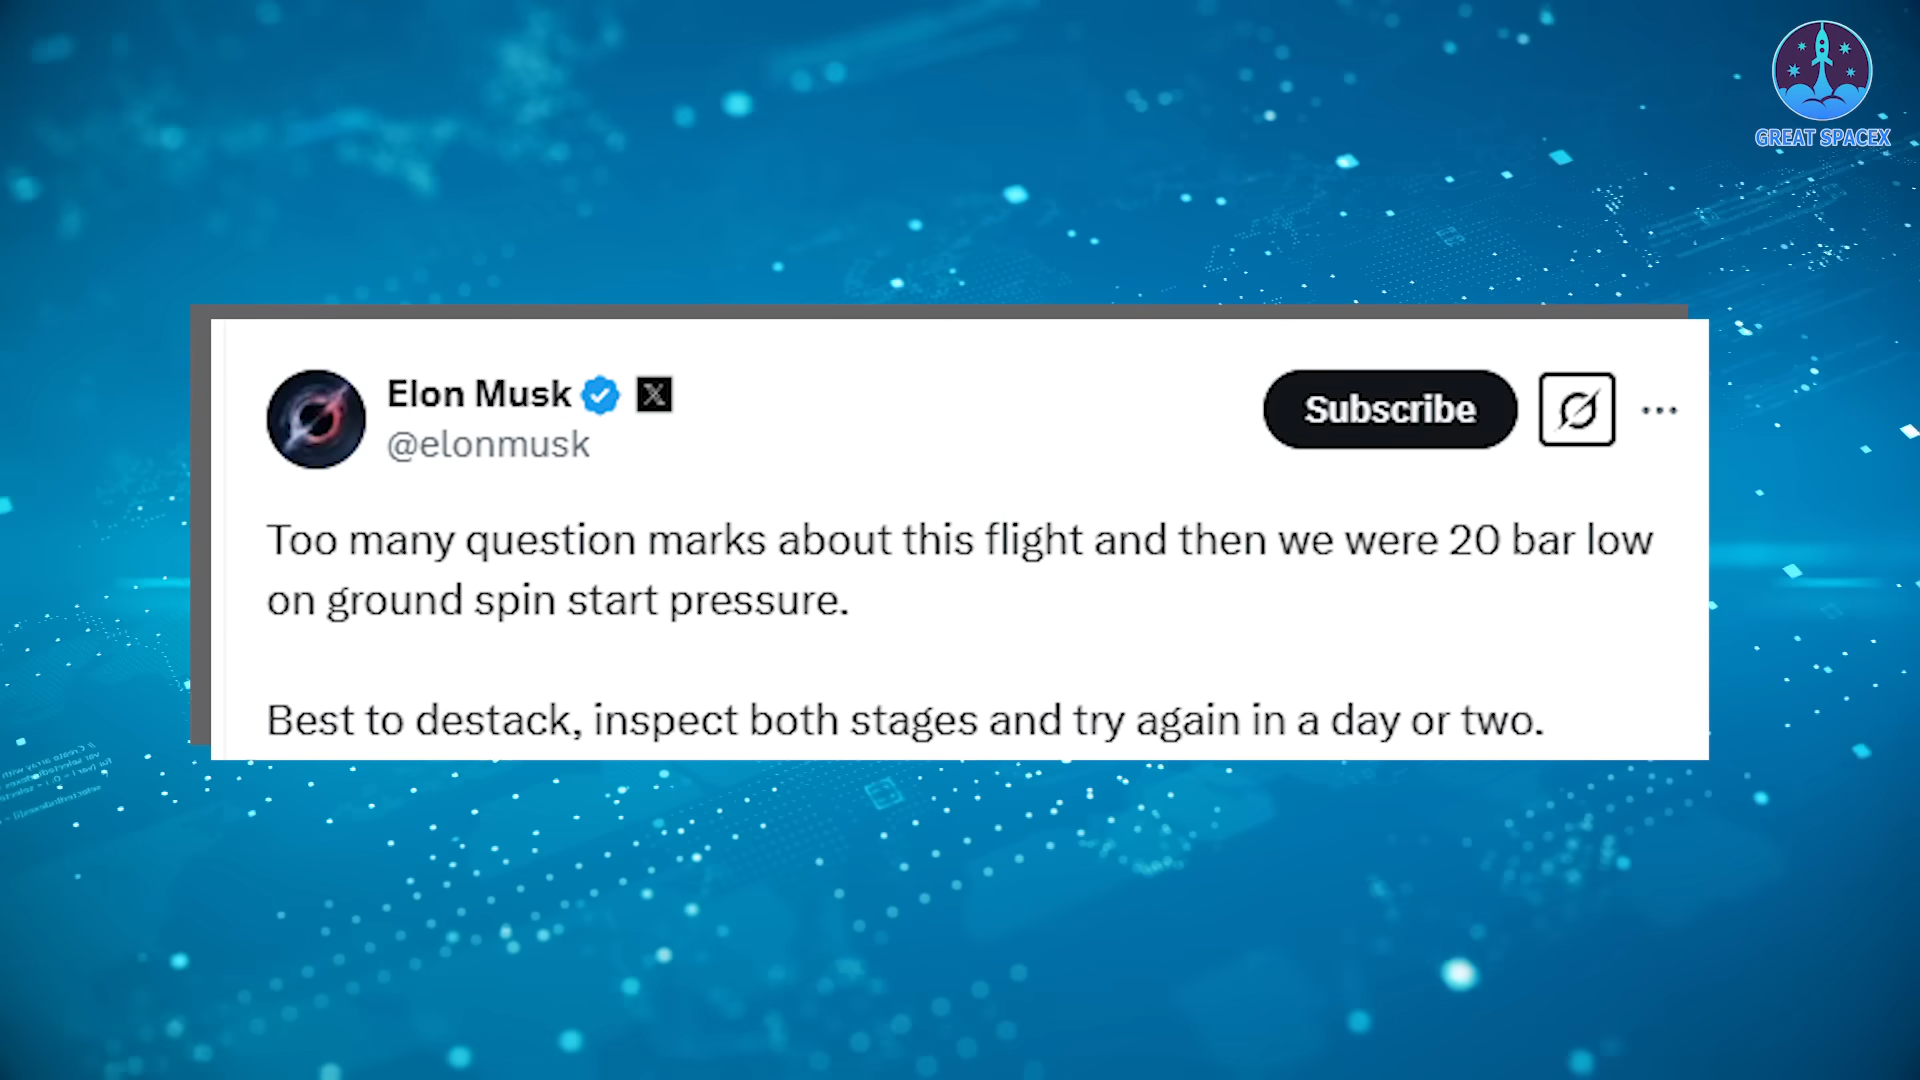 GREAT SPACEX
Elon Musk
@elonmusk
Subscribe
Too many question marks about this flight and then we were 20 bar low
on ground spin start pressure.
Best to destack, inspect both stages and try again in a day or two.